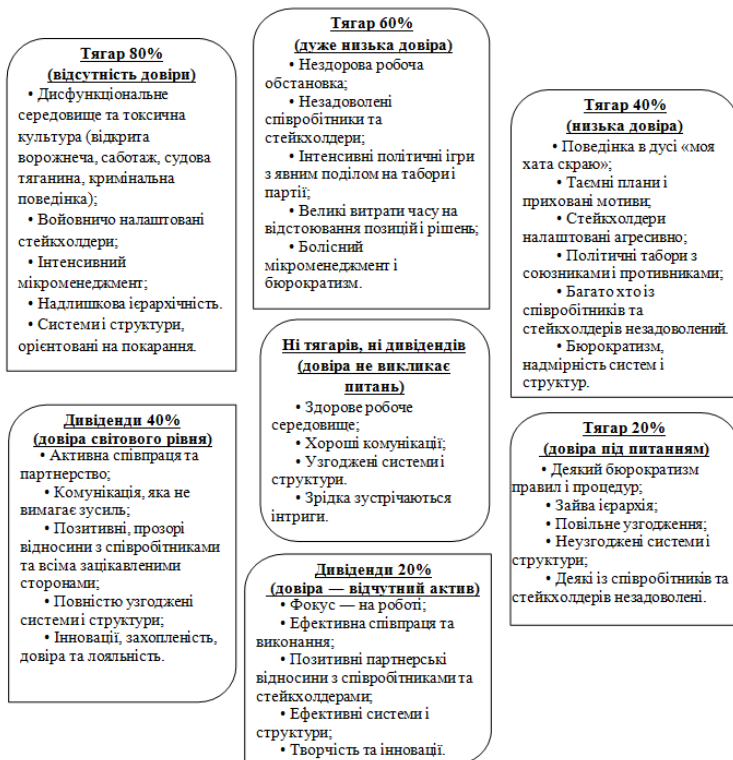 Тягар 80%
(відсутність довіри)
• Дисфункціональне
середовище та токсична
культура (відкрита
ворожнеча, саботаж, судова
тяганина, кримінальна
поведінка);
• Войовничо налаштовані
стейкхолдери;
• Інтенсивний
мікроменеджмент;
• Надлишкова ієрархічність.
• Системи і структури,
орієнтовані на покарання.
Тягар 60%
(дуже низька довіра)
• Нездорова робоча
обстановка;
• Незадоволені
співробітники та
стейкхолдери;
• Інтенсивні політичні ігри
з явним поділом на табори і
партії;
• Великі витрати часу на
відстоювання позицій і рішень;
• Болісний
мікроменеджмент і
бюрократизм.
Тягар 40%
(низька довіра)
• Поведінка в дусі «моя
хата скраю»;
• Таємні плани і
приховані мотиви;
• Стейкхолдери
налаштовані агресивно;
• Політичні табори з
союзниками і противниками;
• Багато хто із
співробітників та
стейкхолдерів незадоволений.
• Бюрократизм,
надмірність систем і
структур.
Ні тягарів, ні дивідендів
(довіра не викликає
питань)
• Здорове робоче
середовище;
• Хороші комунікації;
• Узгоджені системи і
структури.
• Зрідка зустрічаються
інтриги.
Дивіденди 40%
(довіра світового рівня)
• Активна співпраця та
партнерство;
• Комунікація, яка не
вимагає зусиль;
• Позитивні, прозорі
відносини з співробітниками
та всіма зацікавленими
сторонами;
• Повністю узгоджені
системи і структури;
• Інновації, захопленість,
довіра та лояльність.
Тягар 20%
(довіра під питанням)
• Деякий бюрократизм
правил і процедур;
• Зайва ієрархія;
• Повільне узгодження;
• Неузгоджені системи і
структури;
• Деякі із співробітників та
стейкхолдерів незадоволені.
Дивіденди 20%
(довіра — відчутний актив)
• Фокус — на роботі;
• Ефективна співпраця та
виконання;
• Позитивні партнерські
відносини з співробітниками та
стейкхолдерами;
• Ефективні системи і
структури;
• Творчість та інновації.